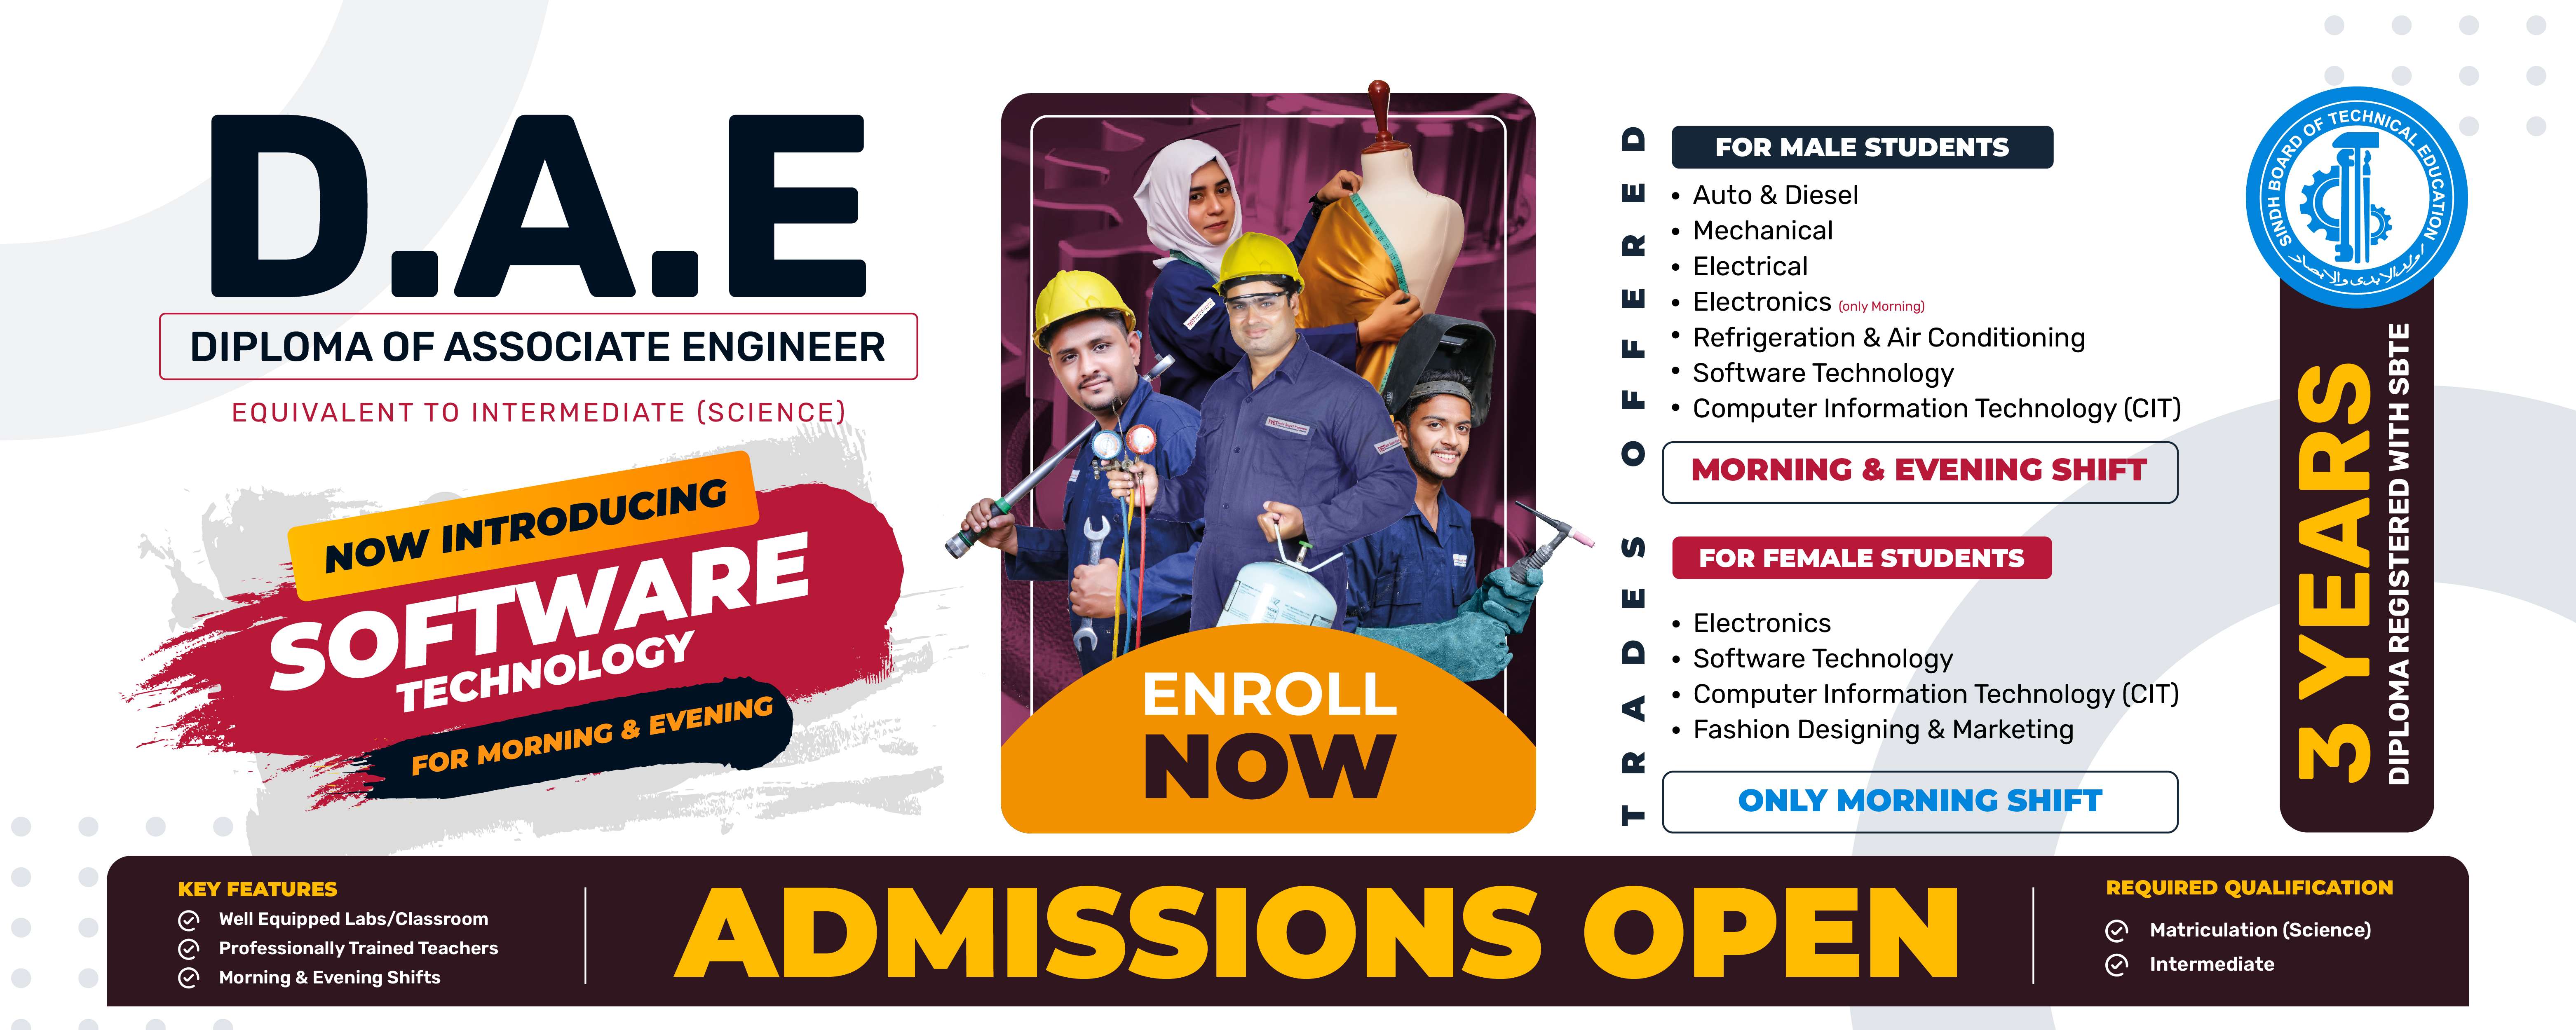 D.A.E
DIPLOMA OF ASSOCIATE ENGINEER
EQUIVALENT TO INTERMEDIATE (SCIENCE)
NOW INTRODUCING
SOFTWARE
TECHNOLOGY
FOR MORNING & EVENING
ENROLL
NOW
TRADES OFFERED
FOR MALE STUDENTS
• Auto & Diesel
• Mechanical
• Electrical
• Electronics (only Morning)
• Refrigeration & Air Conditioning
• Software Technology
• Computer Information Technology (CIT)
MORNING & EVENING SHIFT
FOR FEMALE STUDENTS
• Electronics
• Software Technology
• Computer Information Technology (CIT)
• Fashion Designing & Marketing
ONLY MORNING SHIFT
SINDH BOARD OF TECHNICAL EDUCATION
3 YEARS
DIPLOMA REGISTERED WITH SBTE
KEY FEATURES
Well Equipped Labs/Classroom
Professionally Trained Teachers
Morning & Evening Shifts
ADMISSIONS OPEN
REQUIRED QUALIFICATION
Matriculation (Science)
Intermediate